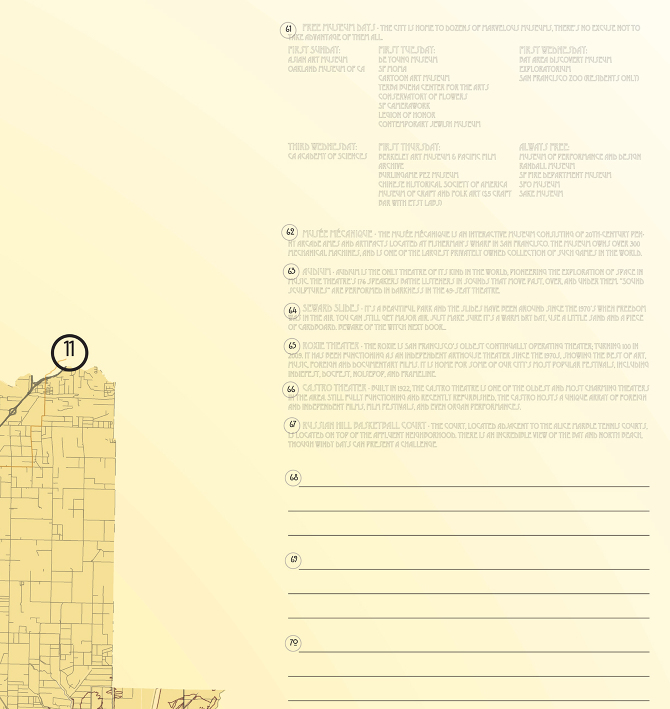 61 FREE MUSEUM DAYS - THE CITY IS HOME TO DOZENS OF MARVELOUS MUSEUMS, THERE'S NO EXCUSE NOT TO
TAKE ADVANTAGE OF THEM ALL.
FIRST SUNDAY:
ASIAN ART MUSEUM
OAKLAND MUSEUM OF CA
FIRST TUESDAY:
DE YOUNG MUSEUM
SF MOMA
CARTOON ART MUSEUM
YERBA BUENA CENTER FOR THE ARTS
CONSERVATORY OF FLOWERS
SF CAMERAWORK
LEGION OF HONOR
CONTEMPORARY JEWISH MUSEUM
FIRST WEDNESDAY:
BAY AREA DISCOVERY MUSEUM
EXPLORATORIUM
SAN FRANCISCO ZOO (RESIDENTS ONLY)
THIRD WEDNESDAY:
CA ACADEMY OF SCIENCES
FIRST THURSDAY:
BERKELEY ART MUSEUM & PACIFIC FILM
ARCHIVE
BURLINGAME PEZ MUSEUM
CHINESE HISTORICAL SOCIETY OF AMERICA
MUSEUM OF CRAFT AND FOLK ART
BAR WITH
ALWAYS FREE:
MUSEUM OF PERFORMANCE AND DESIGN
RANDALL MUSEUM
SF FIRE DEPARTMENT MUSEUM
SFO MUSEUM
62 MUSÉE MÉCANIQUE - THE MUSÉE MÉCANIQUE IS AN INTERACTIVE MUSEUM CONSISTING OF 20TH-CENTURY PEN-
NY ARCADE AND ARTIFACTS LOCATED AT FISHERMAN'S WHARF IN SAN FRANCISCO. THE MUSEUM OWNS OVER 300
MECHANICAL MACHINES, AND IS ONE OF THE LARGEST PRIVATELY OWNED COLLECTION OF SUCH GAMES IN THE WORLD.
63 AUDIUM - AUDIUM IS THE ONLY THEATRE OF ITS KIND IN THE WORLD, PIONEERING THE EXPLORATION OF SPACE IN
MUSIC. THE THEATRE'S 176 SPEAKERS BATHE LISTENERS IN SOUNDS THAT MOVE PAST, OVER, AND UNDER THEM. "SOUND
SCULPTURES" ARE PERFORMED IN DARKNESS IN THE 49-SEAT THEATRE.
64 SEWARD SLIDES - IT'S A BEAUTIFUL PARK AND THE SLIDES HAVE BEEN AROUND SINCE THE 1970'S WHEN FREEDOM
WAS IN THE AIR. YOU CAN STILL GET MAJOR AIR. JUST MAKE SURE IT'S A WARM DRY DAY, USE A LITTLE SAND AND A PIECE
OF CARDBOARD. BEWARE OF THE WITCH NEXT DOOR...
65 ROXIE THEATER - THE ROXIE IS SAN FRANCISCO'S OLDEST CONTINUALLY OPERATING THEATER; TURNING 100 IN
2009. IT HAS BEEN FUNCTIONING AS AN INDEPENDENT ARTHOUSE THEATER SINCE THE 1970S, SHOWING THE BEST OF ART,
MUSIC, FOREIGN AND DOCUMENTARY FILMS. IT IS HOME FOR SOME OF OUR CITY'S MOST POPULAR FESTIVALS, INCLUDING
INDIEFEST, DOCFEST, NOISEPOP, AND FRAMELINE.
66 CASTRO THEATER - BUILT IN 1922, THE CASTRO THEATRE IS ONE OF THE OLDEST AND MOST CHARMING THEATERS
IN THE AREA. STILL FULLY FUNCTIONING AND RECENTLY REFURBISHED, THE CASTRO HOSTS A UNIQUE ARRAY OF FOREIGN
AND INDEPENDENT FILMS, FILM FESTIVALS, AND EVEN ORGAN PERFORMANCES.
67 RUSSIAN HILL BASKETBALL COURT - THE COURT, LOCATED ADJACENT TO THE ALICE MARBLE TENNIS COURTS,
IS LOCATED ON TOP OF THE AFFLUENT NEIGHBORHOOD. THERE IS AN INCREDIBLE VIEW OF THE BAY AND NORTH BEACH,
THOUGH WINDY DAYS CAN PRESENT A CHALLENGE.
11
68
69
70